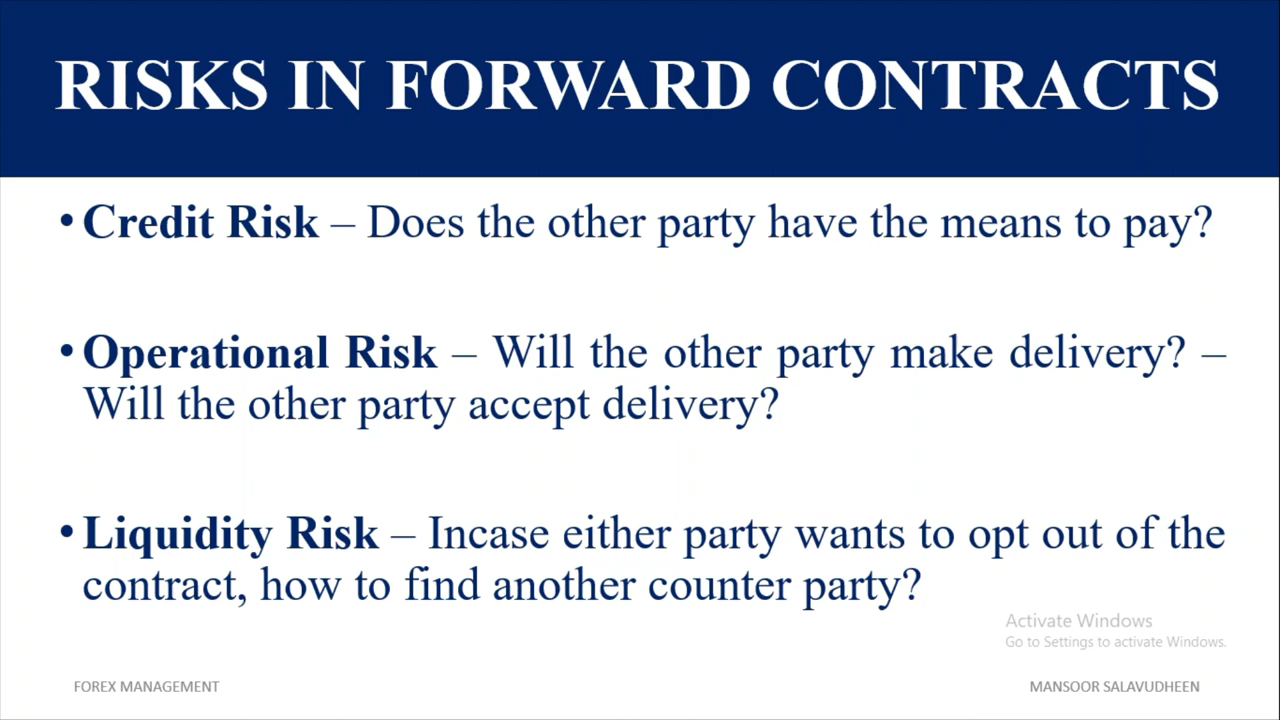 RISKS IN FORWARD CONTRACTS
• Credit Risk – Does the other party have the means to pay?
• Operational Risk – Will the other party make delivery? –
Will the other party accept delivery?
• Liquidity Risk – Incase either party wants to opt out of the
contract, how to find another counter party?
Activate Windows
Go to Settings to activate Windows.
FOREX MANAGEMENT
MANSOOR SALAVUDHEEN